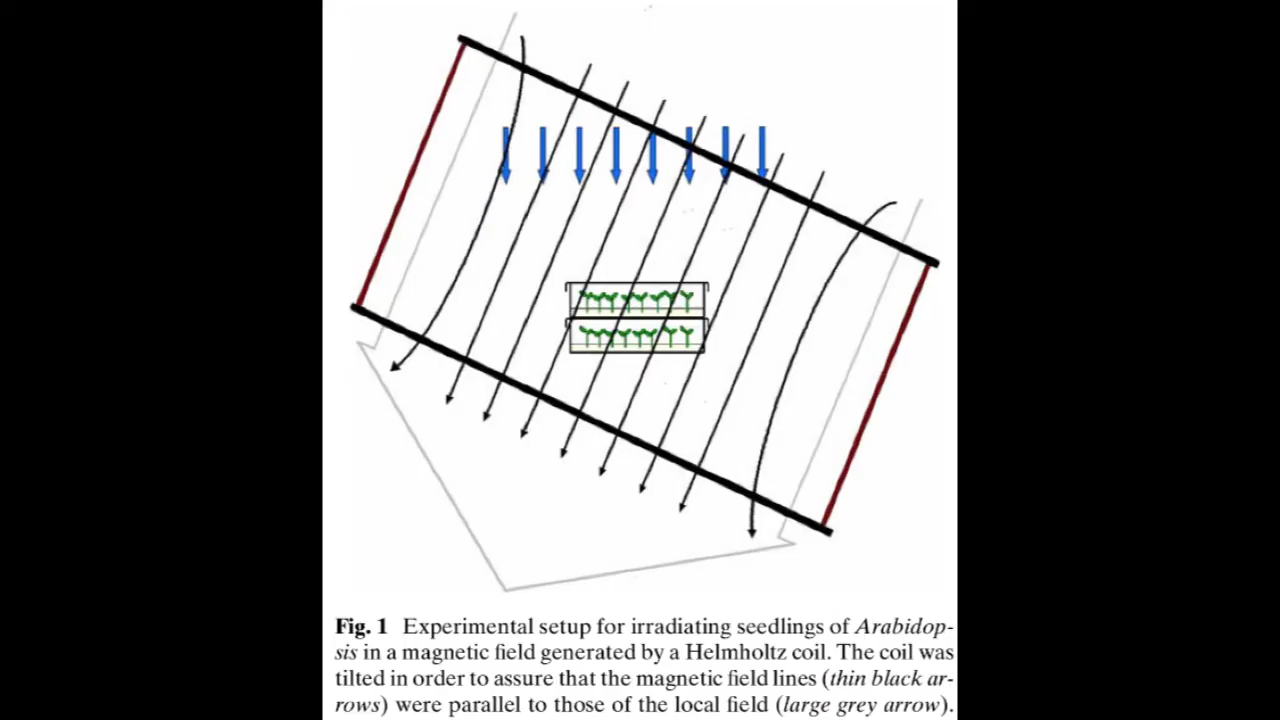 Fig. 1 Experimental setup for irradiating seedlings of Arabidop-
sis in a magnetic field generated by a Helmholtz coil. The coil was
tilted in order to assure that the magnetic field lines (thin black ar-
rows) were parallel to those of the local field (large grey arrow).